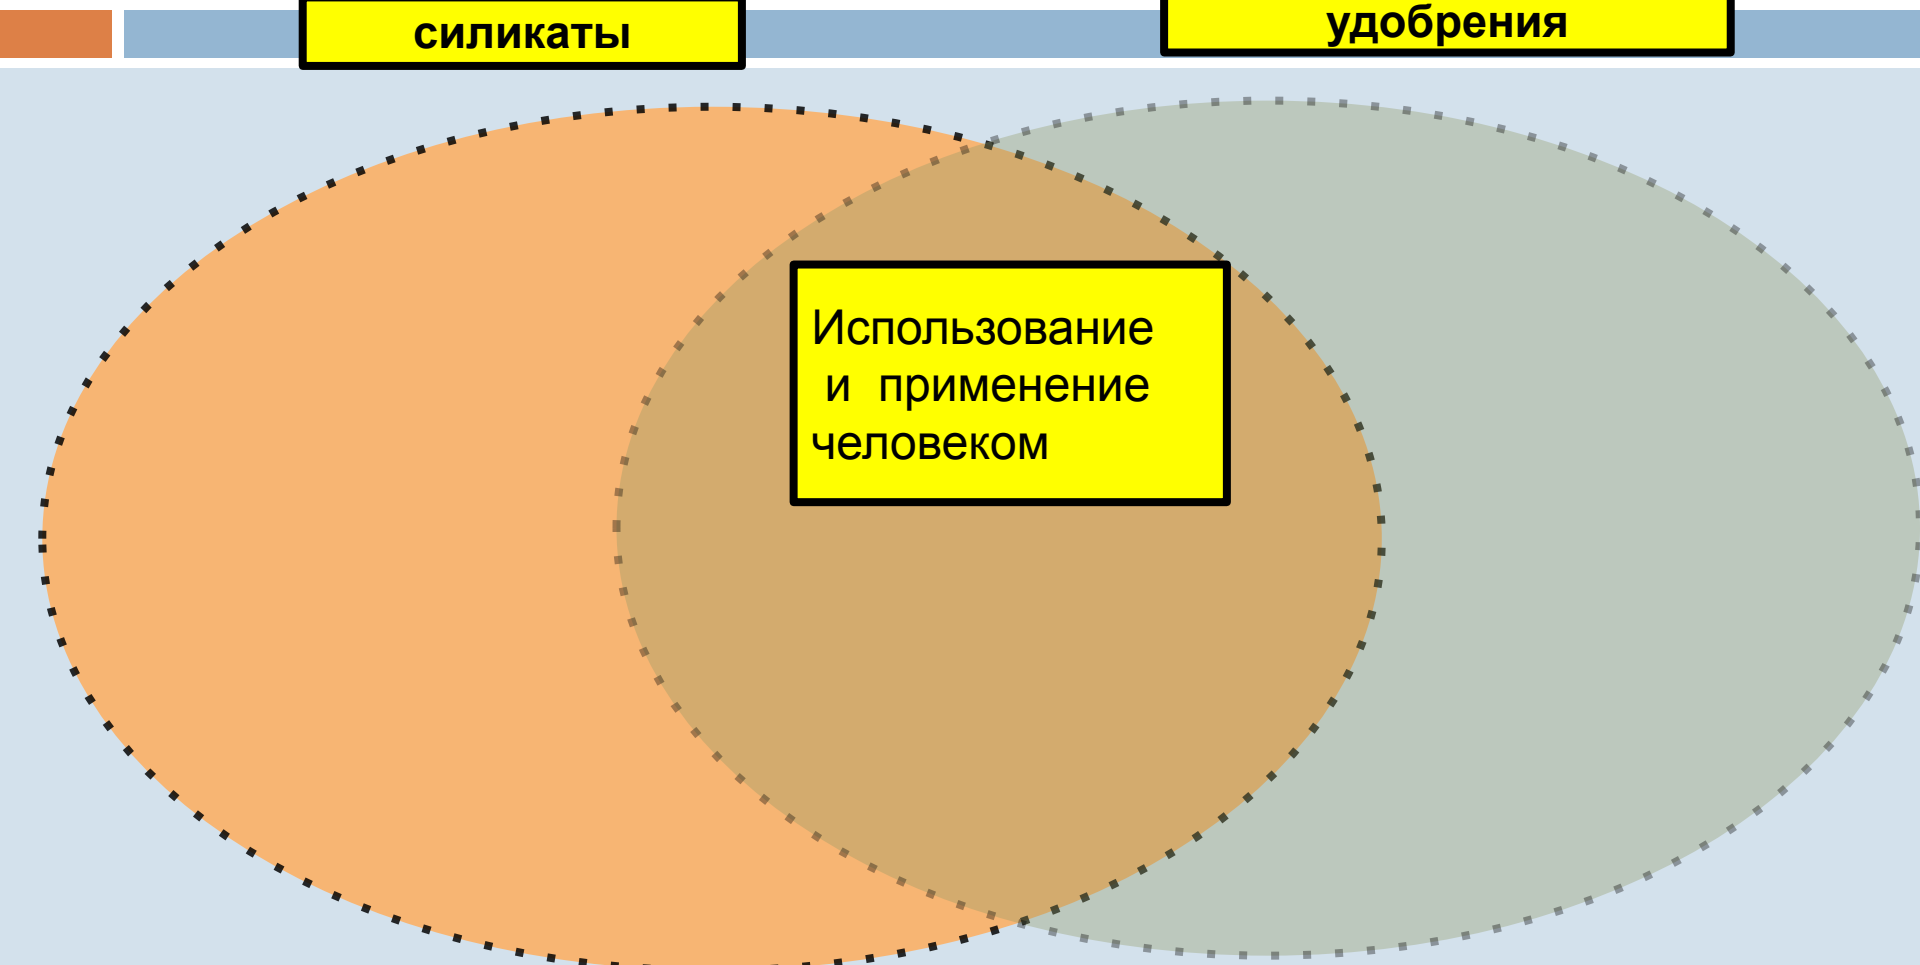 силикаты
удобрения
Использование
и применение
человеком